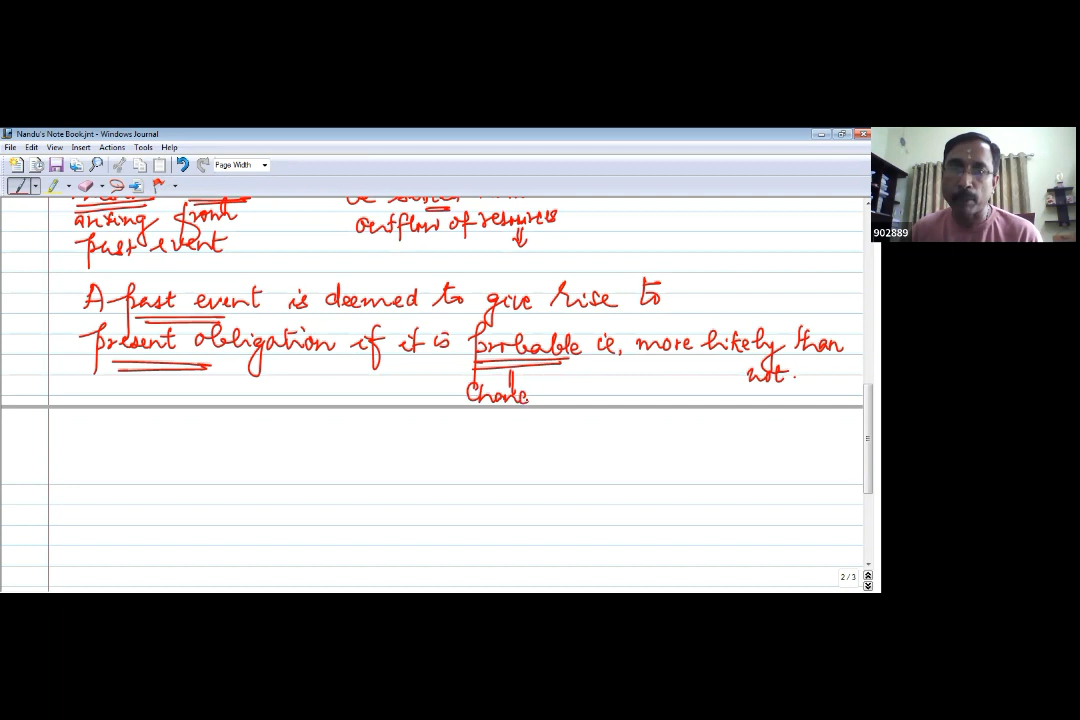 Nandu's Note Book.jnt - Windows Journal
File Edit View Insert Actions Tools Help
Page Width
arising from
past event
outflow of resources
A past event is deemed to give rise to
present obligation if it is probable ie, more likely than
not.
Chanc
902889
2 / 3